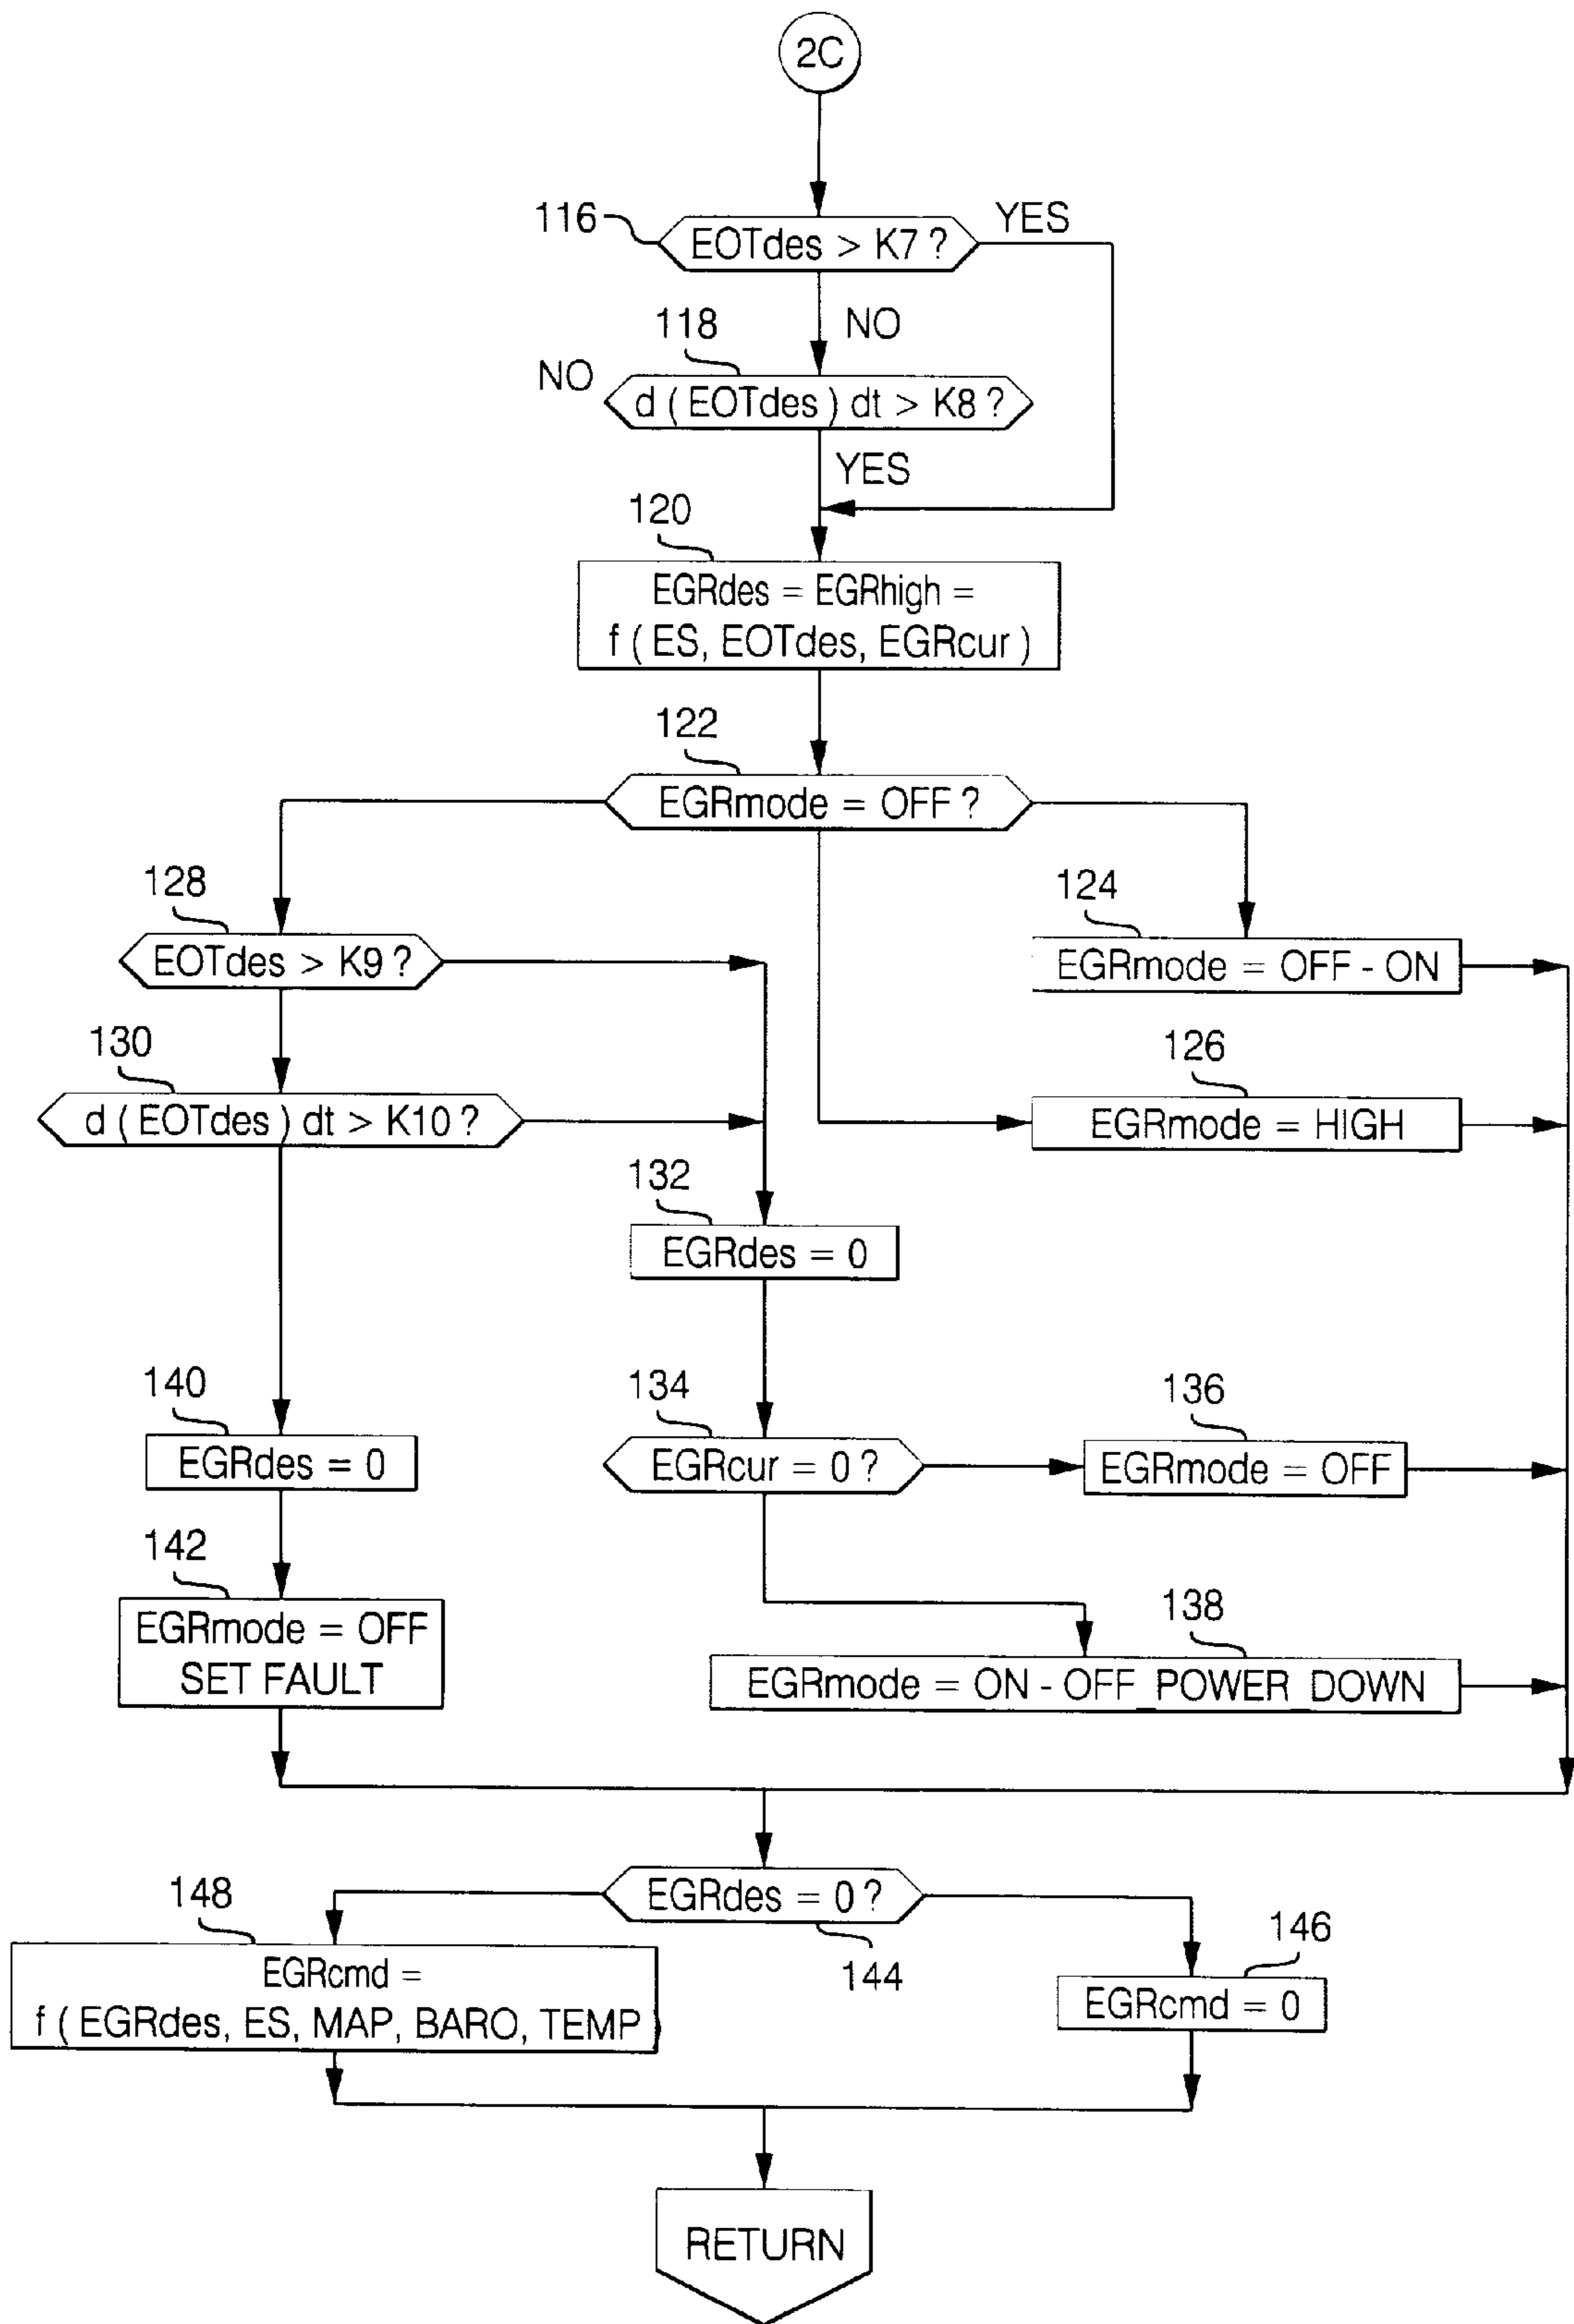 2C
116
EOTdes > K7 ?
YES
118
NO
NO
d ( EOTdes ) dt > K8 ?
YES
120
EGRdes = EGRhigh =
f ( ES, EOTdes, EGRcur )
122
EGRmode = OFF ?
128
EOTdes > K9 ?
124
EGRmode = OFF - ON
130
d ( EOTdes ) dt > K10 ?
126
EGRmode = HIGH
132
EGRdes = 0
140
EGRdes = 0
134
EGRcur = 0 ?
136
EGRmode = OFF
142
EGRmode = OFF
SET FAULT
138
EGRmode = ON - OFF_POWER_DOWN
EGRdes = 0 ?
144
148
EGRcmd =
f ( EGRdes, ES, MAP, BARO, TEMP )
146
EGRcmd = 0
RETURN